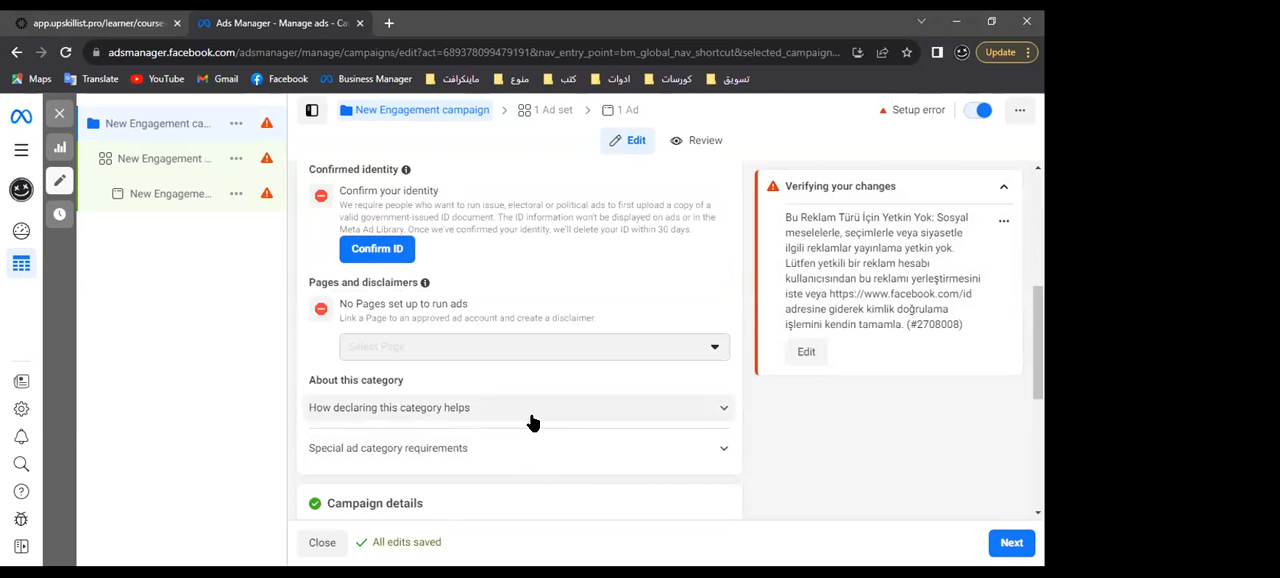 app.upskillist.pro/learner/course
Ads Manager - Manage ads - Ca
adsmanager.facebook.com/adsmanager/manage/campaigns/edit?act=689378099479191&nav_entry_point=bm_global_nav_shortcut&selected_campaign...
Update
Maps
Translate
YouTube
Gmail
Facebook
Business Manager
ماينكرافت
منوع
كتب
ادوات
كورسات
تسويق
New Engagement ca...
New Engagement ...
New Engageme...
New Engagement campaign
1 Ad set
1 Ad
Setup error
Edit
Review
Confirmed identity
Confirm your identity
We require people who want to run issue, electoral or political ads to first upload a copy of a
valid government-issued ID document. The ID information won't be displayed on ads or in the
Meta Ad Library. Once we've confirmed your identity, we'll delete your ID within 30 days.
Confirm ID
Pages and disclaimers
No Pages set up to run ads
Link a Page to an approved ad account and create a disclaimer.
Select Page
About this category
How declaring this category helps
Special ad category requirements
Campaign details
Verifying your changes
Bu Reklam Türü İçin Yetkin Yok: Sosyal
meselelerle, seçimlerle veya siyasetle
ilgili reklamlar yayınlama yetkin yok.
Lütfen yetkili bir reklam hesabı
kullanıcısından bu reklamı yerleştirmesini
iste veya https://www.facebook.com/id
adresine giderek kimlik doğrulama
işlemini kendin tamamla. (#2708008)
Edit
Close
All edits saved
Next